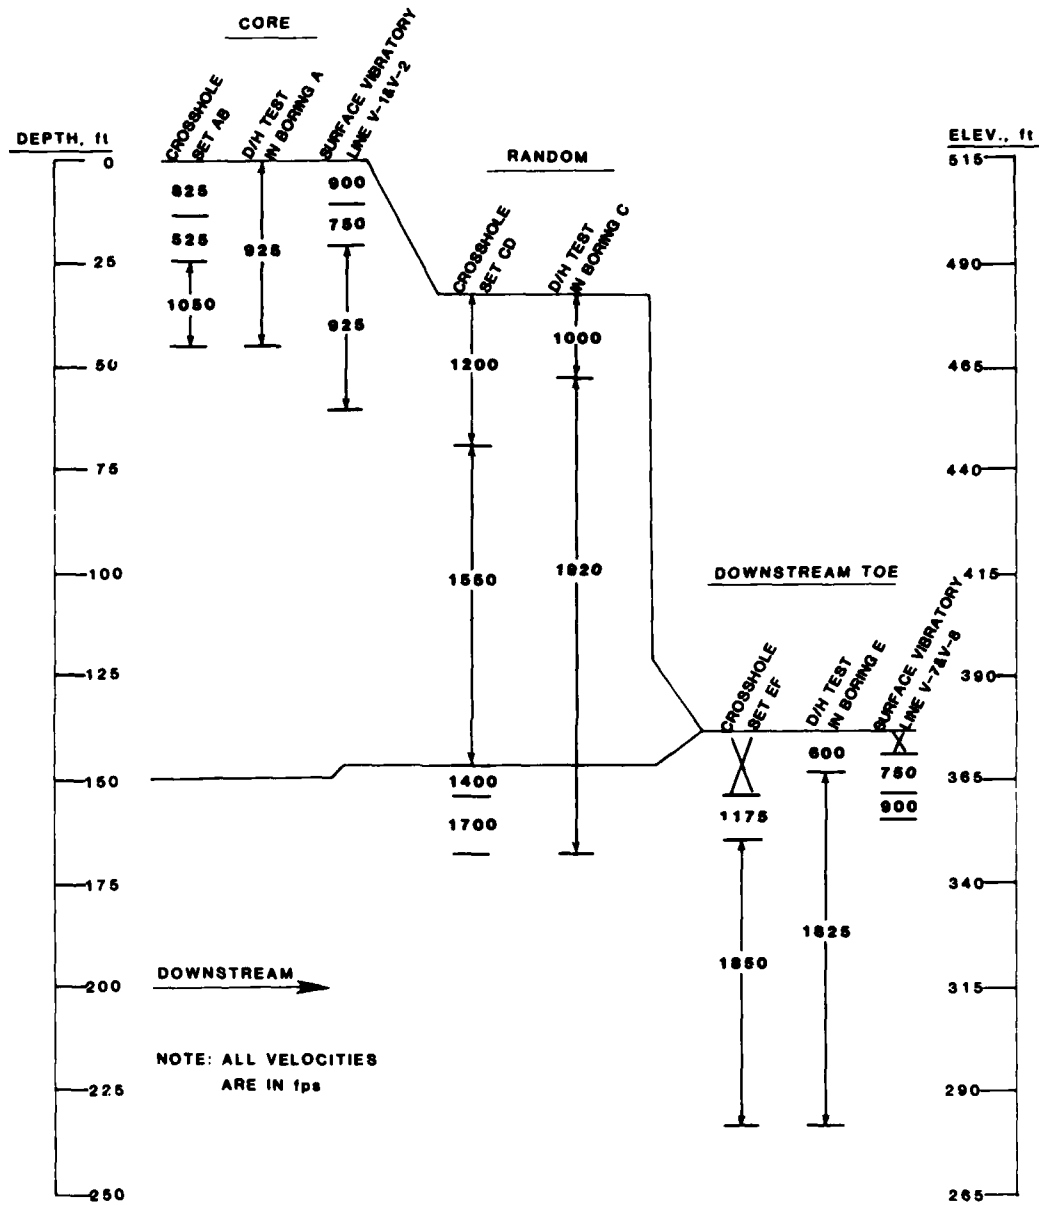 CORE
CROSSHOLE
SET AB
D/H TEST
IN BORING A
SURFACE VIBRATORY
LINE V-1&V-2
DEPTH, ft
0
25
50
75
100
125
150
175
200
225
250
825
525
1050
925
900
750
925
RANDOM
CROSSHOLE
SET CD
D/H TEST
IN BORING C
1200
1550
1400
1700
1000
1820
DOWNSTREAM TOE
CROSSHOLE
SET EF
D/H TEST
IN BORING E
SURFACE VIBRATORY
LINE V-7&V-8
1175
1850
600
1825
750
900
ELEV., ft
515
490
465
440
415
390
365
340
315
290
265
DOWNSTREAM
NOTE: ALL VELOCITIES
ARE IN fps